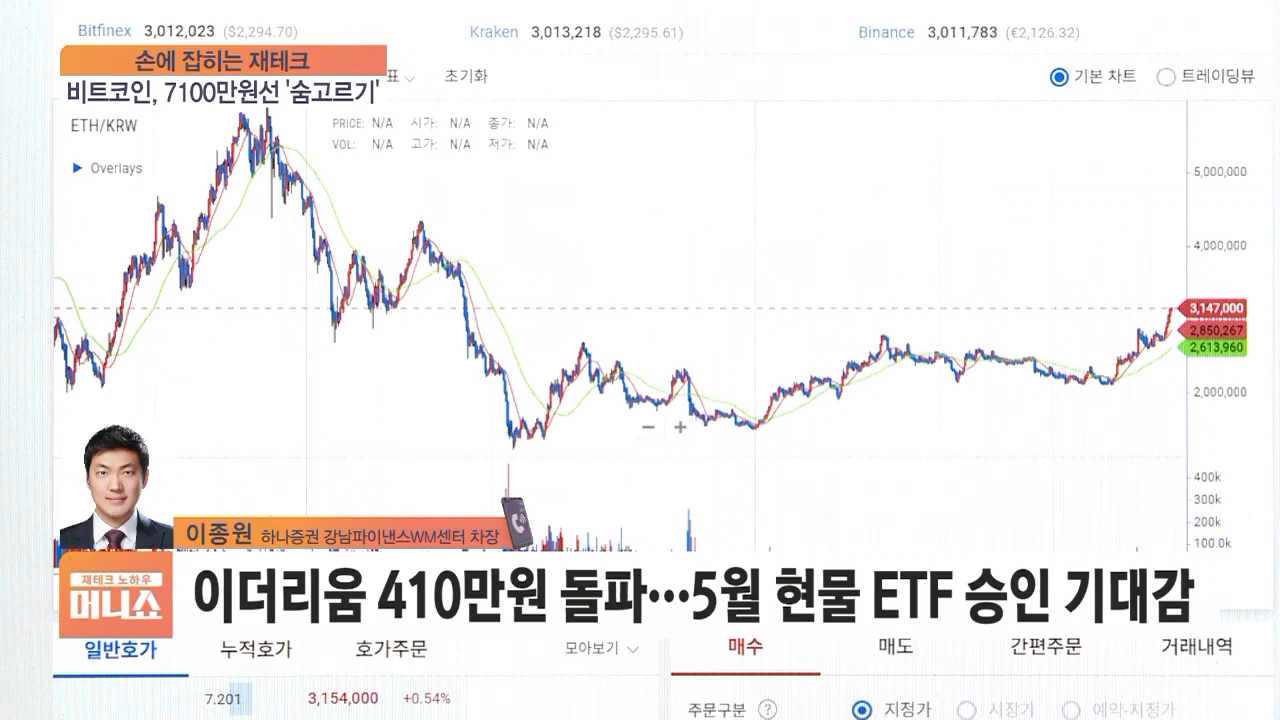 Bitfinex 3,012,023 ($2,294.70) Kraken 3,013,218 ($2,295.61) Binance 3,011,783 (€2,126.32)
손에 잡히는 재테크
비트코인, 7100만원선 '숨고르기'
표 초기화 기본 차트 트레이딩뷰
ETH/KRW
PRICE: N/A 시가: N/A 종가: N/A
VOL: N/A 고가: N/A 저가: N/A
Overlays
5,000,000
4,000,000
3,147,000
2,850,267
2,613,960
2,000,000
400k
300k
200k
100.0k
이종원 하나증권 강남파이낸스WM센터 차장
재테크 노하우
머니쇼
이더리움 410만원 돌파…5월 현물 ETF 승인 기대감
일반호가 누적호가 호가주문 모아보기 매수 매도 간편주문 거래내역
7.201 3,154,000 +0.54%
주문구분 ? 지정가 시장가 예약-지정가